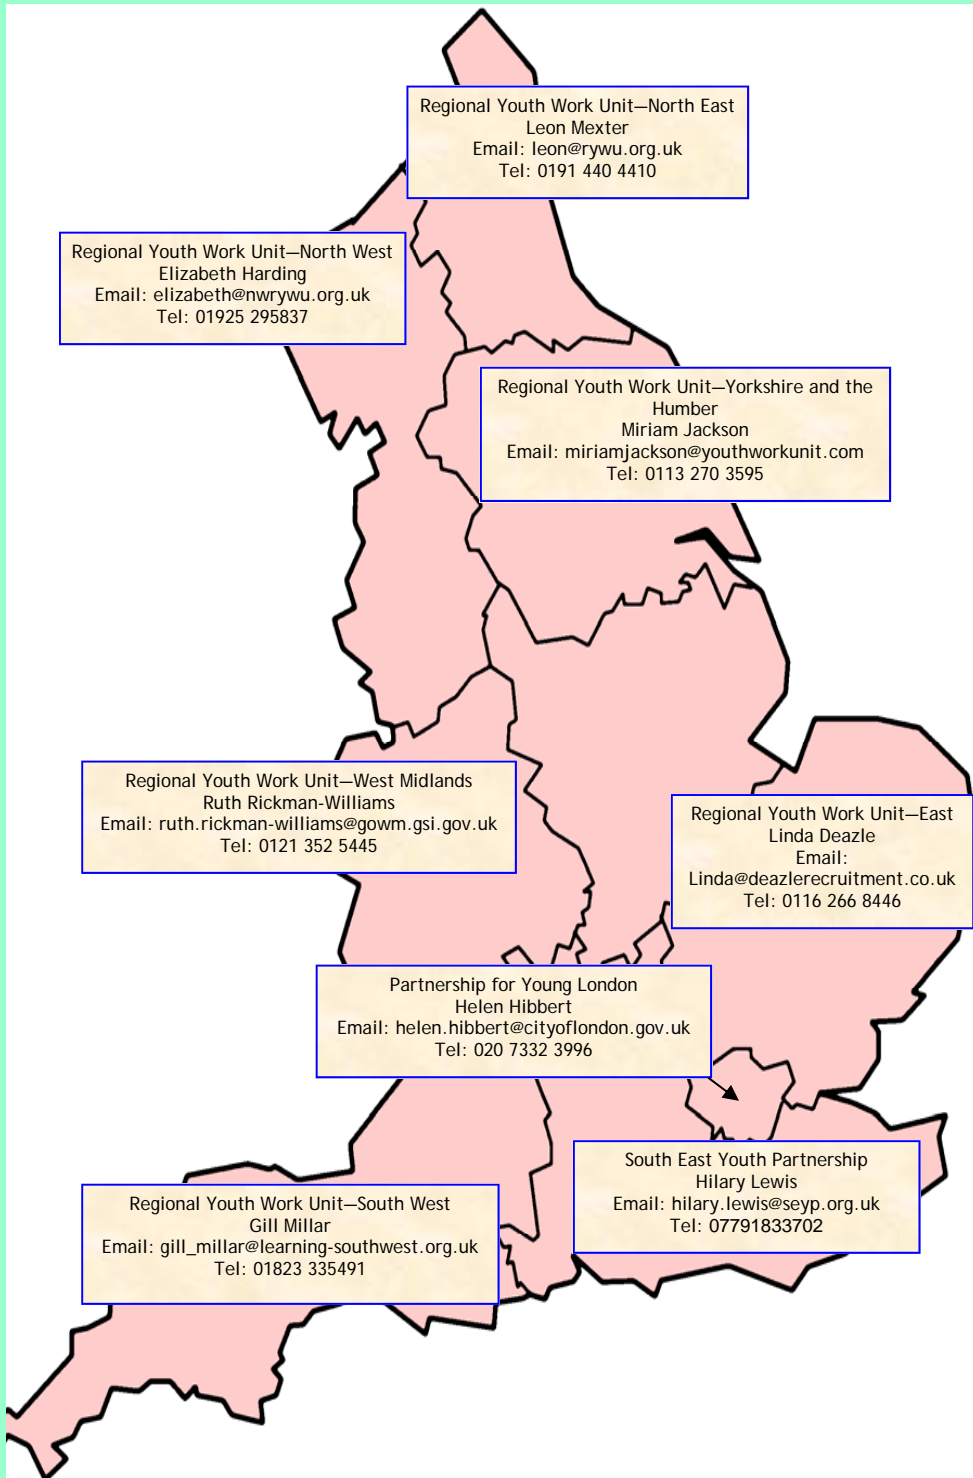 Regional Youth Work Unit—North East
Leon Mexter
Email: leon@rywu.org.uk
Tel: 0191 440 4410
Regional Youth Work Unit—North West
Elizabeth Harding
Email: elizabeth@nwrywu.org.uk
Tel: 01925 295837
Regional Youth Work Unit—Yorkshire and the
Humber
Miriam Jackson
Email: miriamjackson@youthworkunit.com
Tel: 0113 270 3595
Regional Youth Work Unit—West Midlands
Ruth Rickman-Williams
Email: ruth.rickman-williams@gowm.gsi.gov.uk
Tel: 0121 352 5445
Regional Youth Work Unit—East
Linda Deazle
Email:
Linda@deazlerecruitment.co.uk
Tel: 0116 266 8446
Partnership for Young London
Helen Hibbert
Email: helen.hibbert@cityoflondon.gov.uk
Tel: 020 7332 3996
South East Youth Partnership
Hilary Lewis
Email: hilary.lewis@seyp.org.uk
Tel: 07791833702
Regional Youth Work Unit—South West
Gill Millar
Email: gill_millar@learning-southwest.org.uk
Tel: 01823 335491